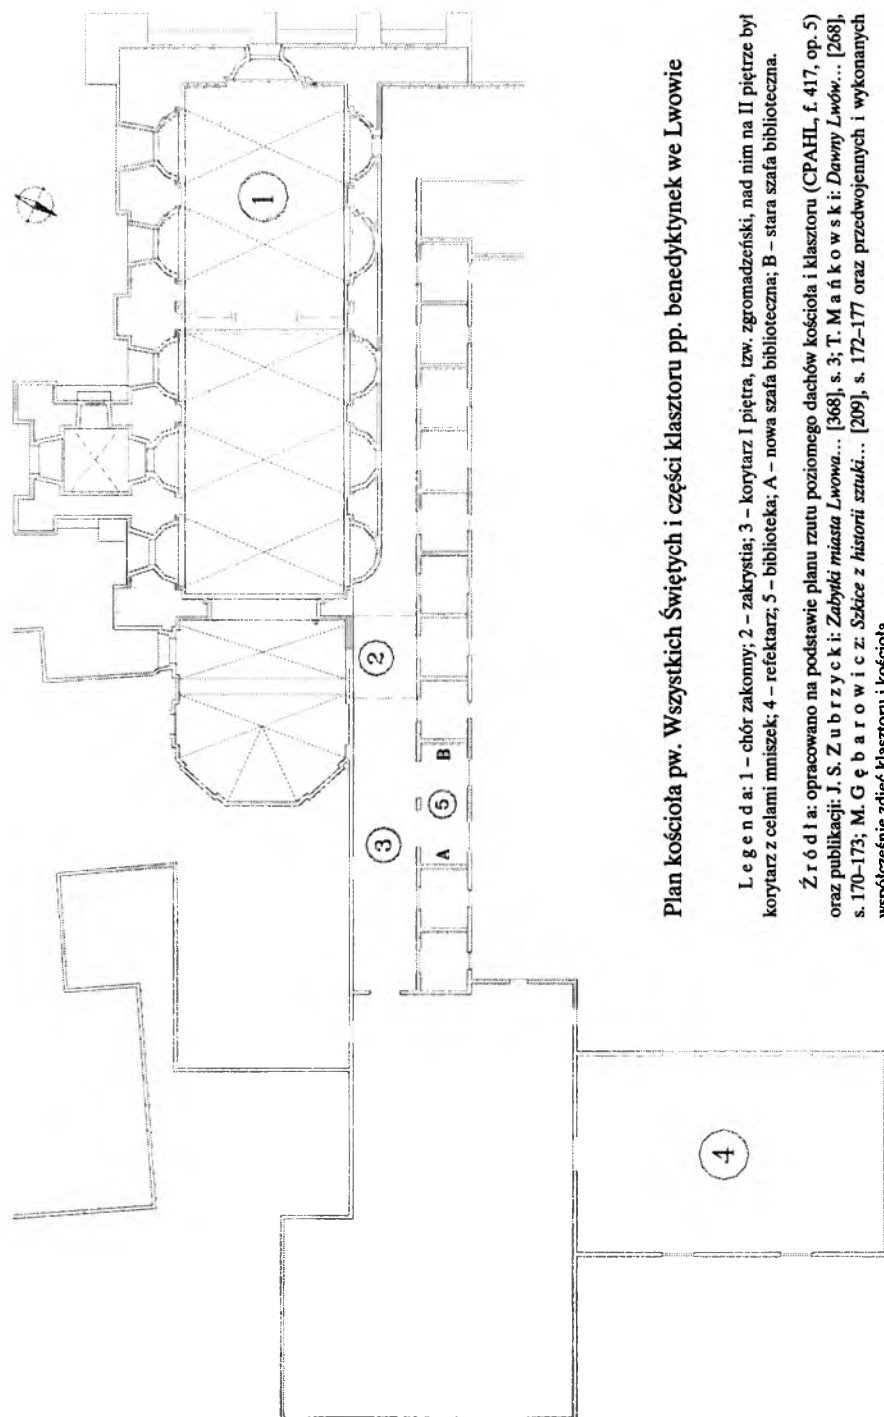 1
2
3
A
5
B
4
Plan kościoła pw. Wszystkich Świętych i części klasztoru pp. benedyktynek we Lwowie
L e g e n d a: 1 – chór zakonny; 2 – zakrystia; 3 – korytarz I piętra, tzw. zgromadzeński, nad nim na II piętrze był
korytarz z celami mniszek; 4 – refektarz; 5 – biblioteka; A – nowa szafa biblioteczna; B – stara szafa biblioteczna.
Ź r ó d ł a: opracowano na podstawie planu rzutu poziomego dachów kościoła i klasztoru (CPAHL, f. 417, op. 5)
oraz publikacji: J. S. Z u b r z y c k i: Zabytki miasta Lwowa... [368], s. 3; T. M a ń k o w s k i: Dawny Lwów... [268],
s. 170–173; M. G ę b a r o w i c z: Szkice z historii sztuki... [209], s. 172–177 oraz przedwojennych i wykonanych
współcześnie zdjęć klasztoru i kościoła